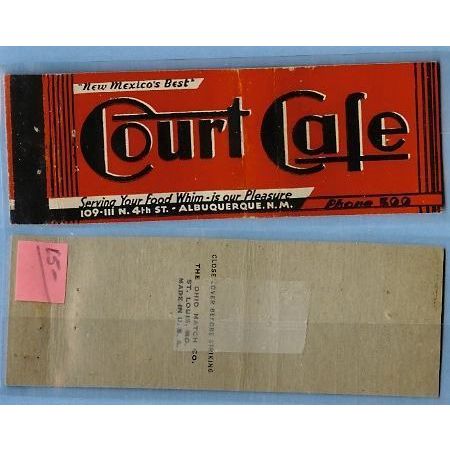 "New Mexico's Best"
Court Cafe
Serving Your Food Whim - is our Pleasure
109-111 N. 4th ST. - ALBUQUERQUE, N.M.
Phone 500
15-
CLOSE COVER BEFORE STRIKING
THE OHIO MATCH CO.
ST. LOUIS, MO.
MADE IN U.S.A.